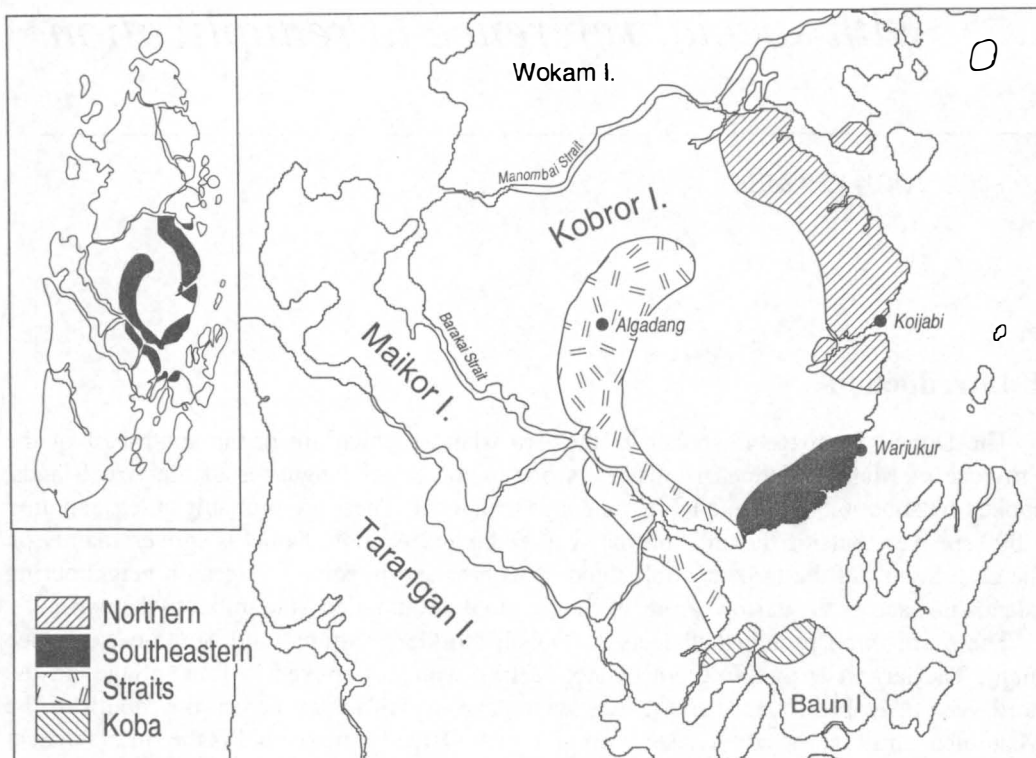 Wokam I.
Manombai Strait
Kobror I.
Algadang
Koijabi
Barakai Strait
Maikor I.
Warjukur
Tarangan I.
Northern
Southeastern
Straits
Koba
Baun I